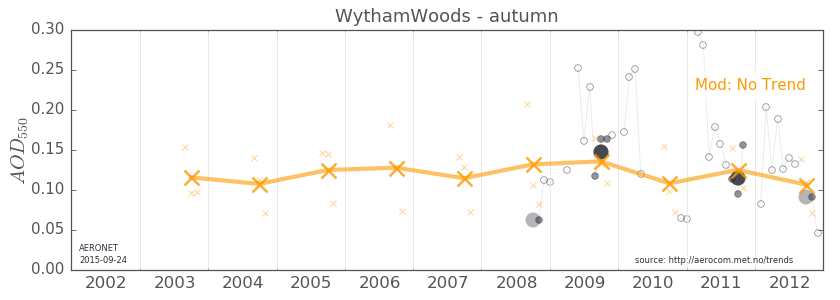 WythamWoods - autumn
0.30
0.25
0.20
0.15
0.10
0.05
0.00
AOD550
Mod: No Trend
AERONET
2015-09-24
source: http://aerocom.met.no/trends
2002 2003 2004 2005 2006 2007 2008 2009 2010 2011 2012